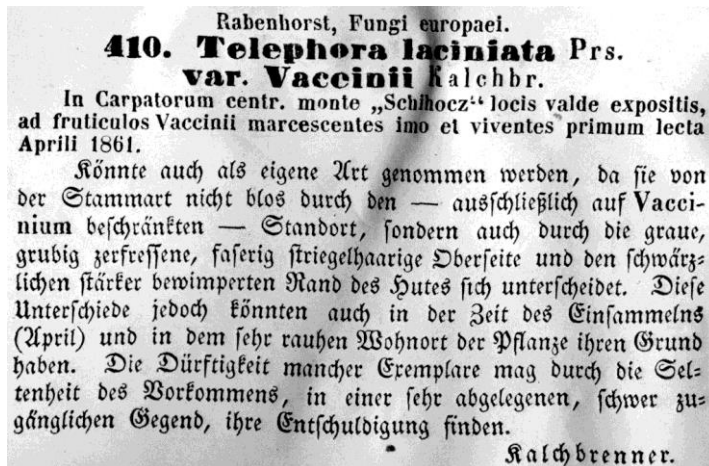 Rabenhorst, Fungi europaei.
410. Telephora laciniata Prs.
var. Vaccinii Kalchbr.
In Carpatorum centr. monte „Schihocz“ locis valde expositis,
ad fruticulos Vaccinii marcescentes imo et viventes primum lecta
Aprili 1861.
Könnte auch als eigene Art genommen werden, da sie von
der Stammart nicht blos durch den — ausschließlich auf Vacci-
nium beschränkten — Standort, sondern auch durch die graue,
grubig zerfressene, faserig striegelhaarige Oberseite und den schwärz-
lichen stärker bewimperten Rand des Hutes sich unterscheidet. Diese
Unterschiede jedoch könnten auch in der Zeit des Einsammelns
(April) und in dem sehr rauhen Wohnort der Pflanze ihren Grund
haben. Die Dürftigkeit mancher Exemplare mag durch die Sel-
tenheit des Vorkommens, in einer sehr abgelegenen, schwer zu-
gänglichen Gegend, ihre Entschuldigung finden.
Kalchbrenner.